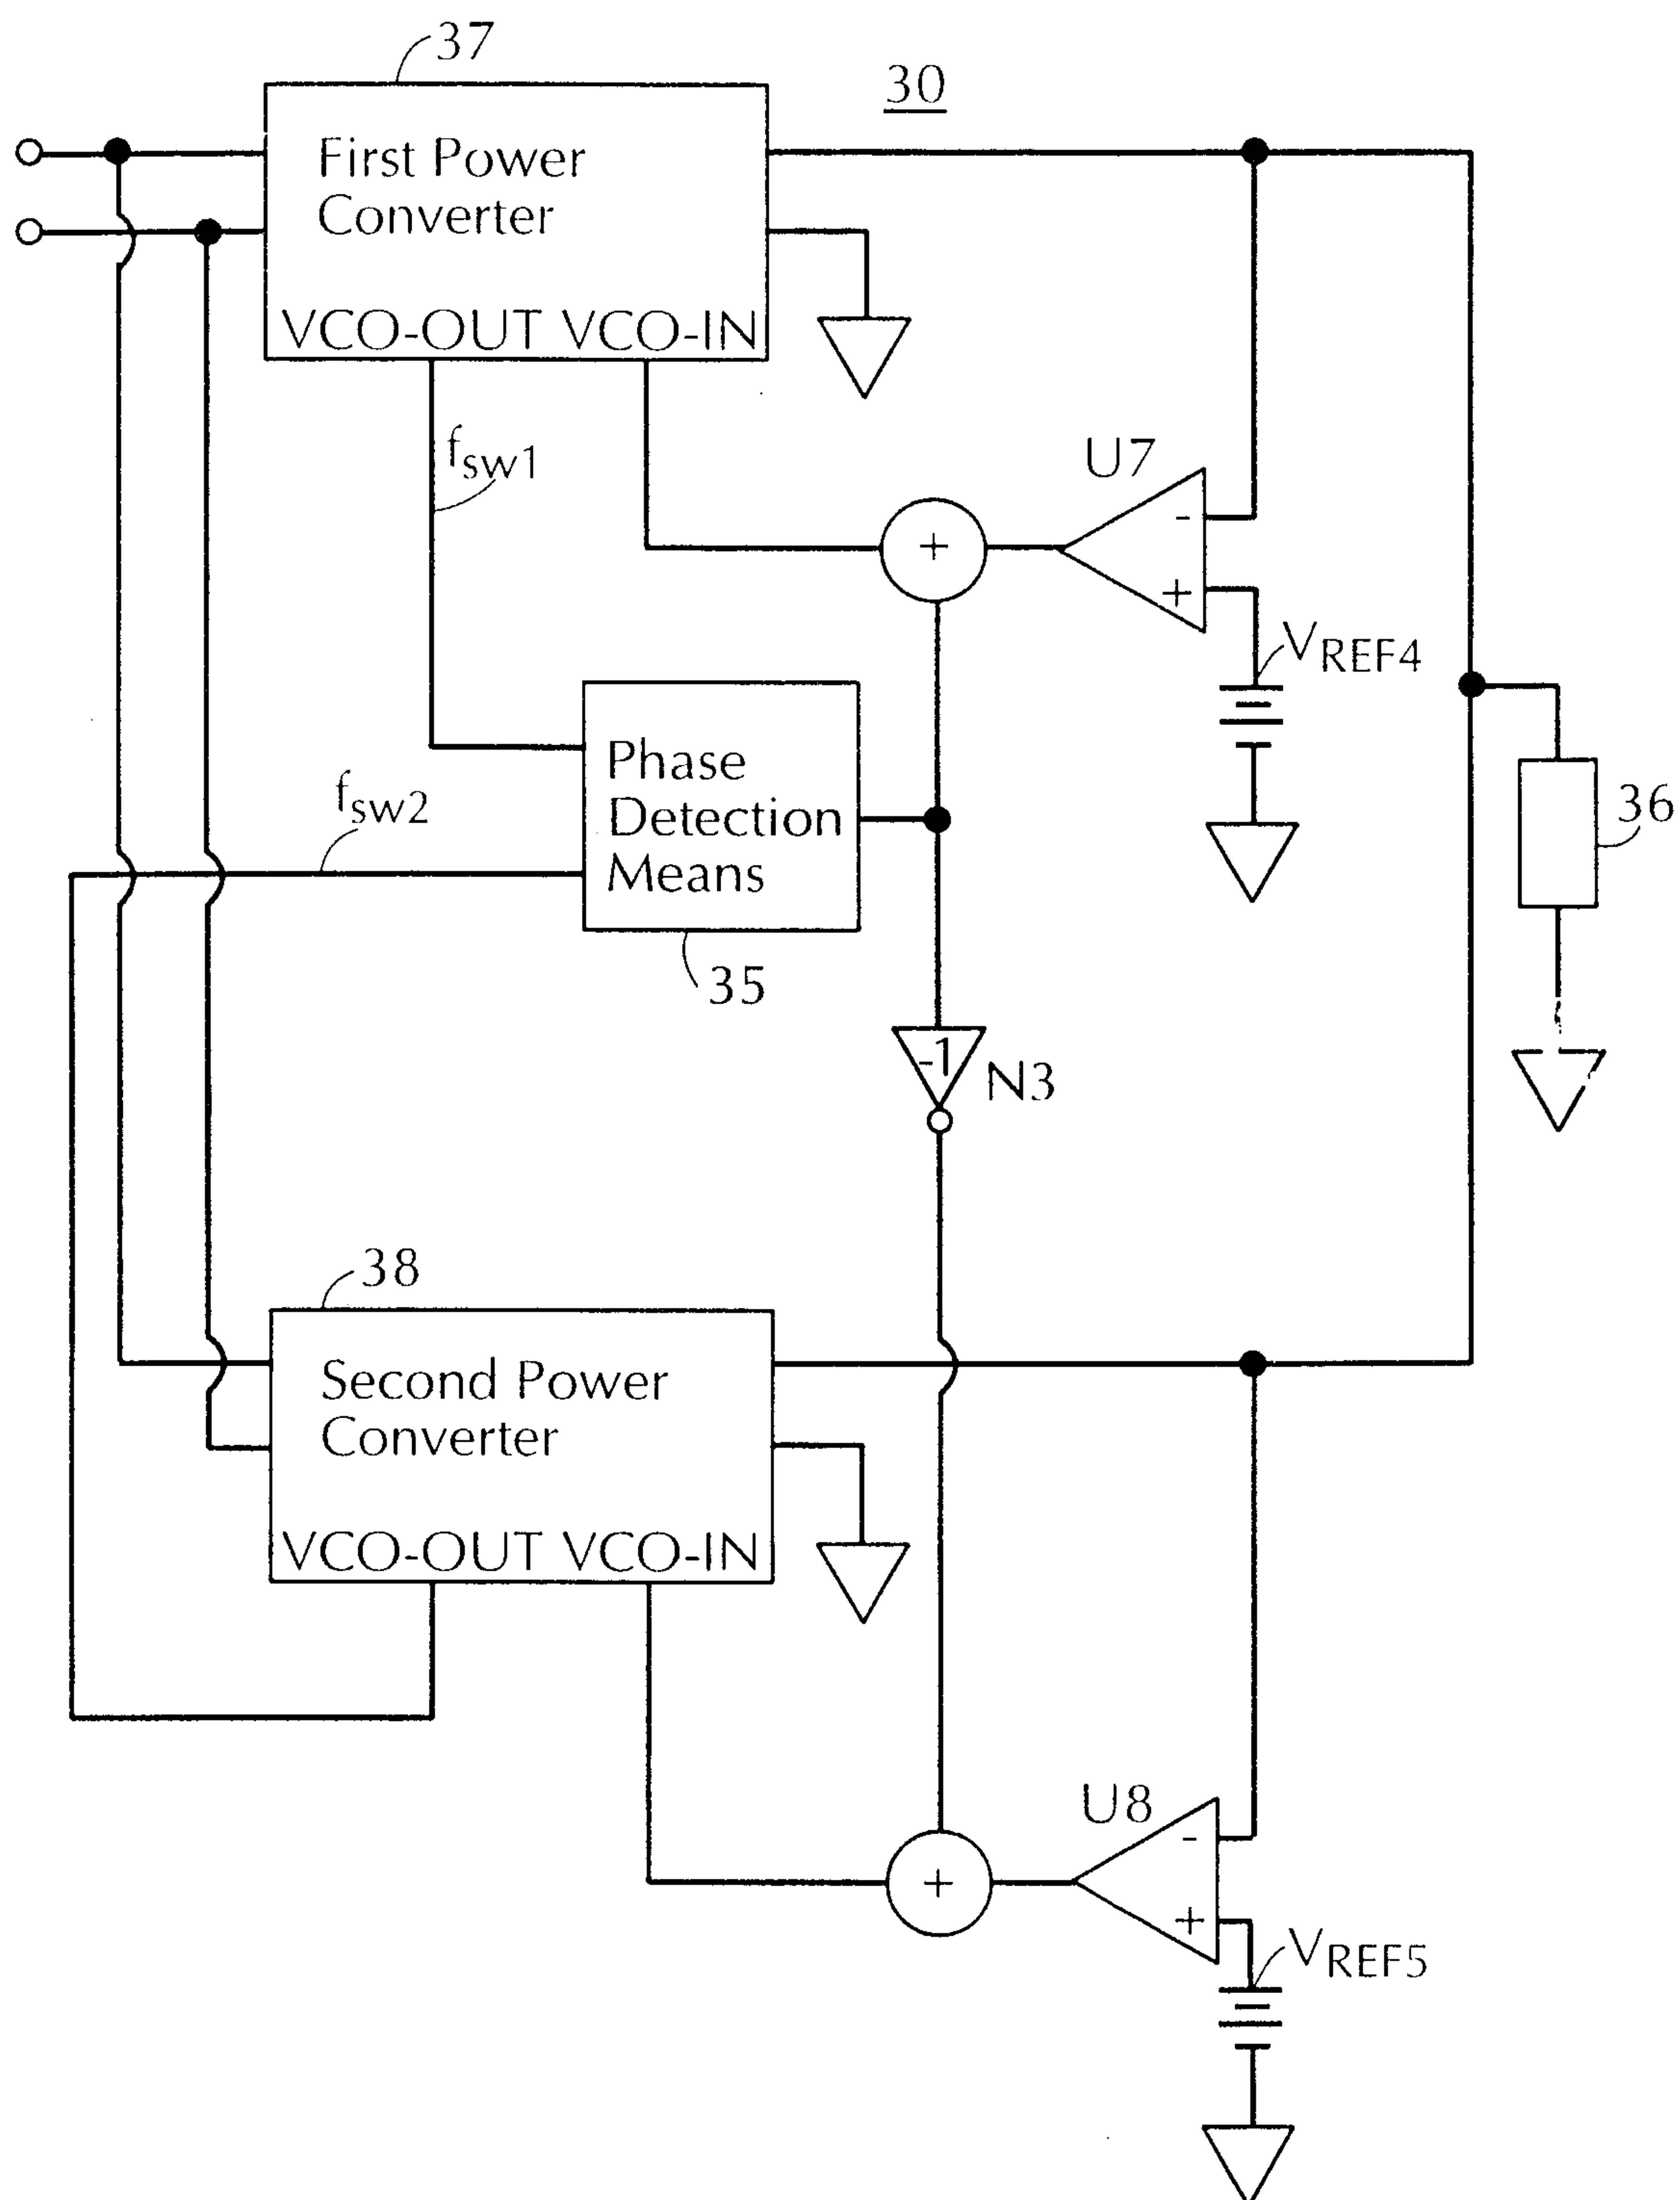 37
30
First Power
Converter
VCO-OUT VCO-IN
fsw1
U7
-
+
+
VREF4
Phase
Detection
Means
fsw2
36
35
-1
N3
38
Second Power
Converter
VCO-OUT VCO-IN
U8
-
+
+
VREF5